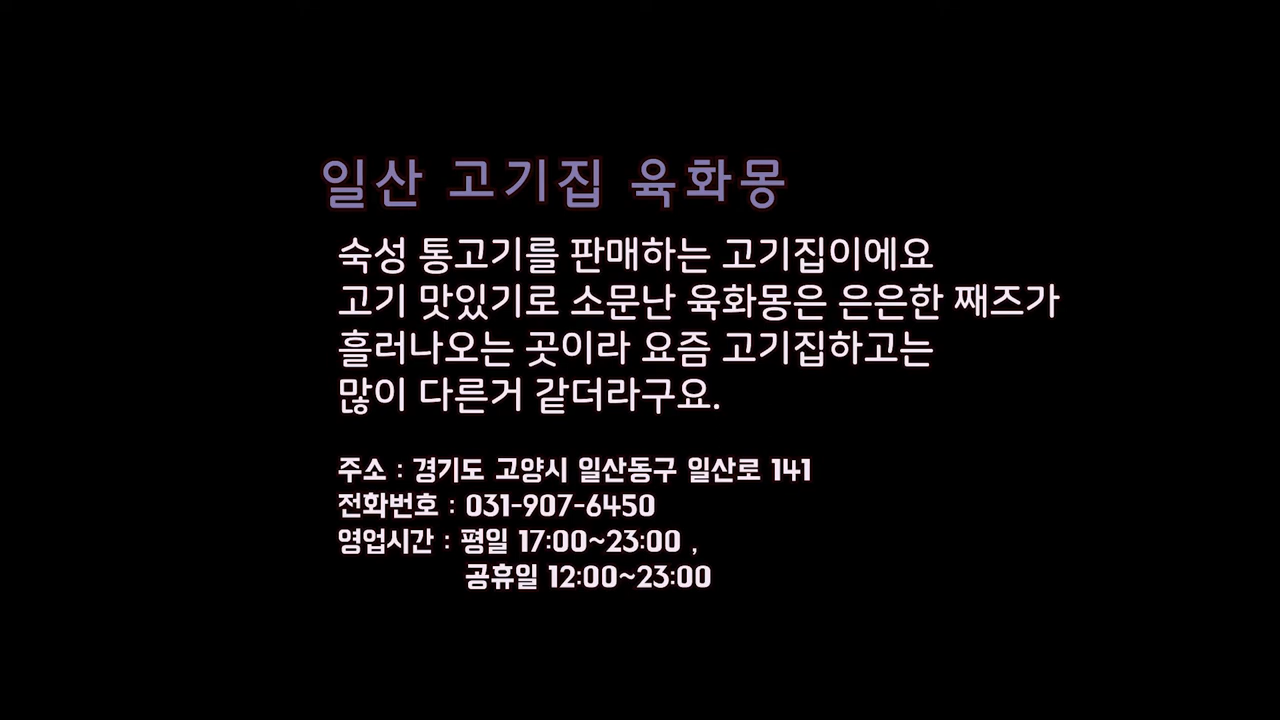 일산 고기집 육화몽
숙성 통고기를 판매하는 고기집이에요
고기 맛있기로 소문난 육화몽은 은은한 째즈가
흘러나오는 곳이라 요즘 고기집하고는
많이 다른거 같더라구요.
주소 : 경기도 고양시 일산동구 일산로 141
전화번호 : 031-907-6450
영업시간 : 평일 17:00~23:00 ,
공휴일 12:00~23:00